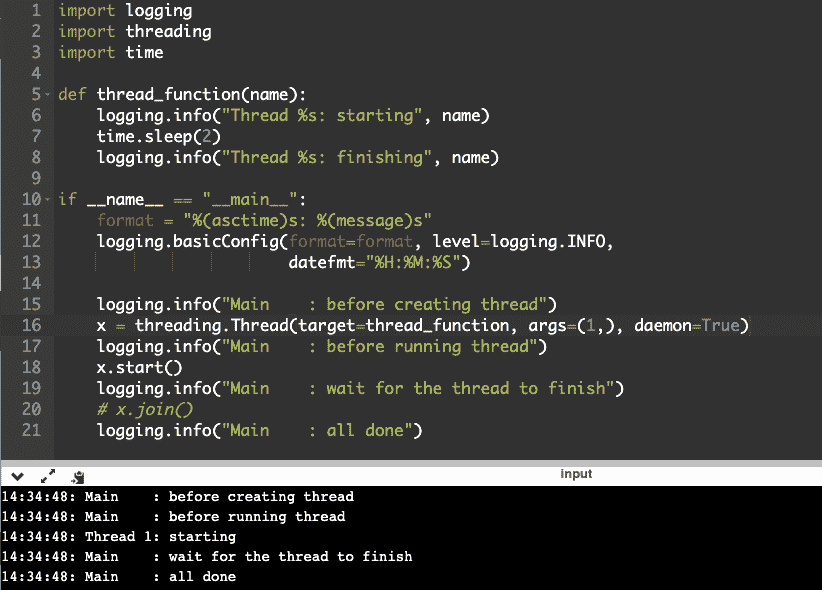 1 import logging
2 import threading
3 import time
4
5 def thread_function(name):
6     logging.info("Thread %s: starting", name)
7     time.sleep(2)
8     logging.info("Thread %s: finishing", name)
9
10 if __name__ == "__main__":
11     format = "%(asctime)s: %(message)s"
12     logging.basicConfig(format=format, level=logging.INFO,
13                         datefmt="%H:%M:%S")
14
15     logging.info("Main    : before creating thread")
16     x = threading.Thread(target=thread_function, args=(1,), daemon=True)
17     logging.info("Main    : before running thread")
18     x.start()
19     logging.info("Main    : wait for the thread to finish")
20     # x.join()
21     logging.info("Main    : all done")
input
14:34:48: Main    : before creating thread
14:34:48: Main    : before running thread
14:34:48: Thread 1: starting
14:34:48: Main    : wait for the thread to finish
14:34:48: Main    : all done